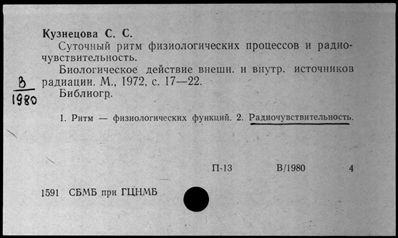 Кузнецова С. С.
Суточный ритм физиологических процессов и радио-
чувствительность.
Биологическое действие внешн. и внутр. источников
радиации. М., 1972, с. 17—22.
Библиогр.
В
1980
1. Ритм — физиологических функций. 2. Радиочувствительность.
П-13 В/1980 4
1591 СБМБ при ГЦНМБ